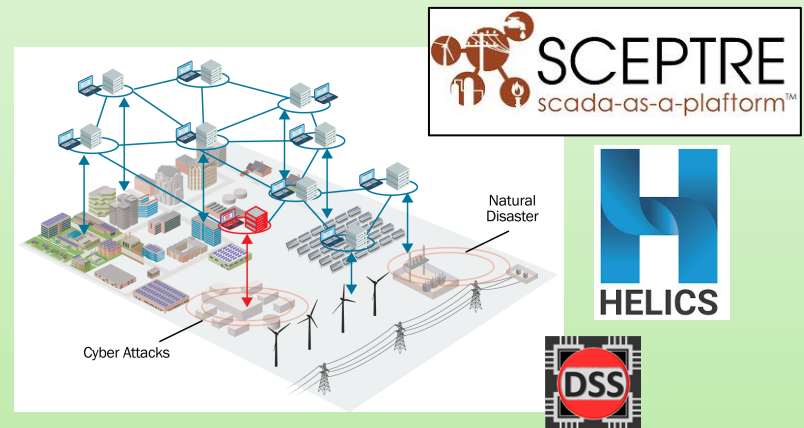 SCEPTRE
scada-as-a-plaftorm™
Natural
Disaster
HELICS
Cyber Attacks
DSS